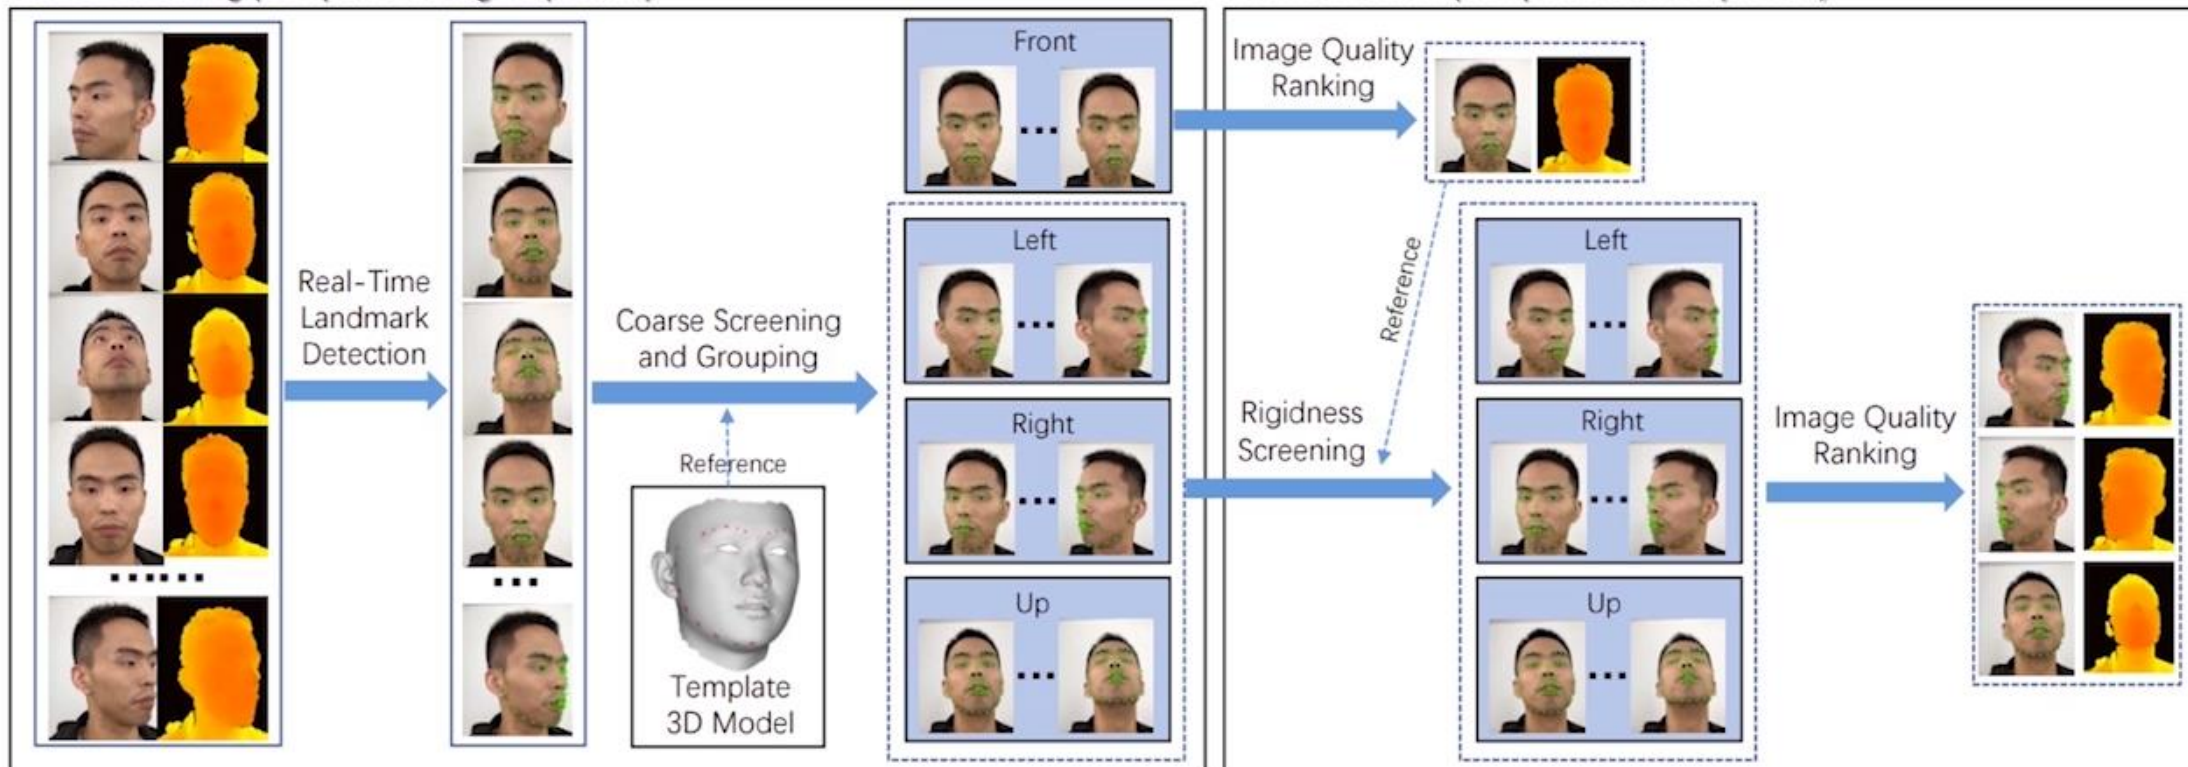 Real-Time
Landmark
Detection
Coarse Screening
and Grouping
Reference
Template
3D Model
Front
Left
Right
Up
Image Quality
Ranking
Reference
Rigidness
Screening
Left
Right
Up
Image Quality
Ranking